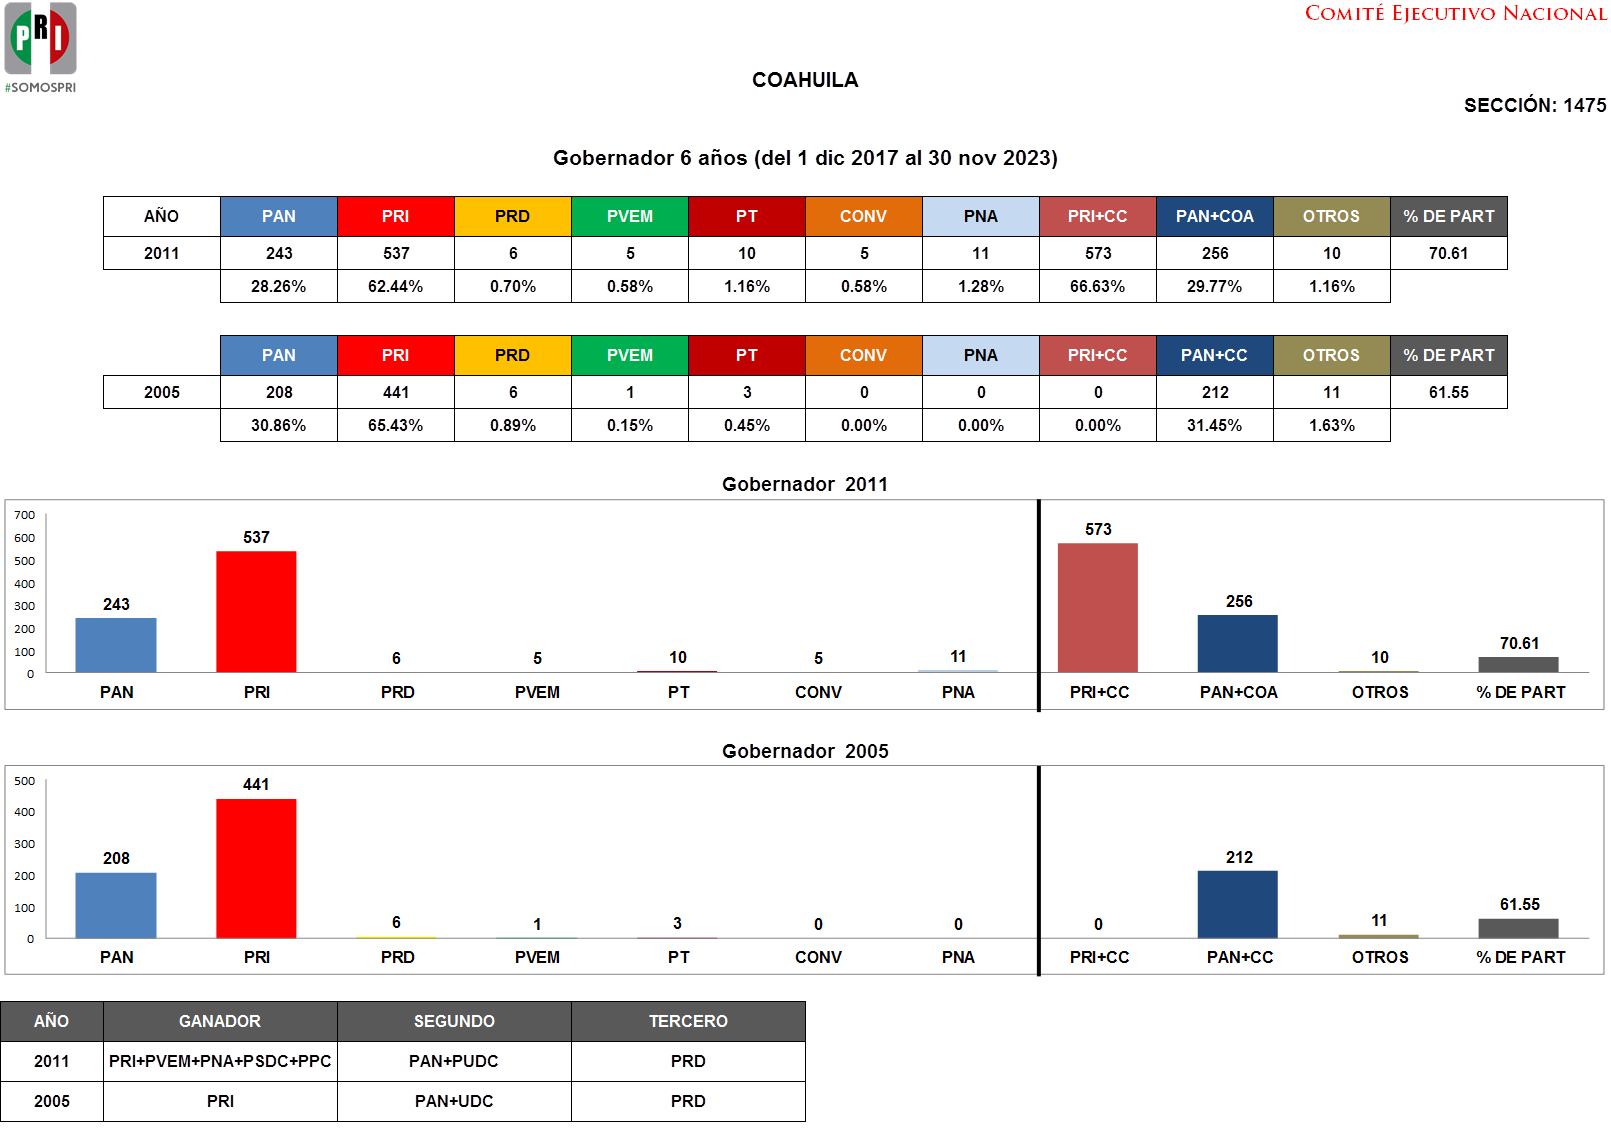 PRI
#SOMOSPRI
COMITÉ EJECUTIVO NACIONAL
COAHUILA
SECCIÓN: 1475
Gobernador 6 años (del 1 dic 2017 al 30 nov 2023)
AÑO PAN PRI PRD PVEM PT CONV PNA PRI+CC PAN+COA OTROS % DE PART
2011 243 537 6 5 10 5 11 573 256 10 70.61
28.26% 62.44% 0.70% 0.58% 1.16% 0.58% 1.28% 66.63% 29.77% 1.16%
PAN PRI PRD PVEM PT CONV PNA PRI+CC PAN+CC OTROS % DE PART
2005 208 441 6 1 3 0 0 0 212 11 61.55
30.86% 65.43% 0.89% 0.15% 0.45% 0.00% 0.00% 0.00% 31.45% 1.63%
Gobernador 2011
700
600
500
400
300
200
100
0
243 537 6 5 10 5 11 573 256 10 70.61
PAN PRI PRD PVEM PT CONV PNA PRI+CC PAN+COA OTROS % DE PART
Gobernador 2005
500
400
300
200
100
0
208 441 6 1 3 0 0 0 212 11 61.55
PAN PRI PRD PVEM PT CONV PNA PRI+CC PAN+CC OTROS % DE PART
AÑO GANADOR SEGUNDO TERCERO
2011 PRI+PVEM+PNA+PSDC+PPC PAN+PUDC PRD
2005 PRI PAN+UDC PRD